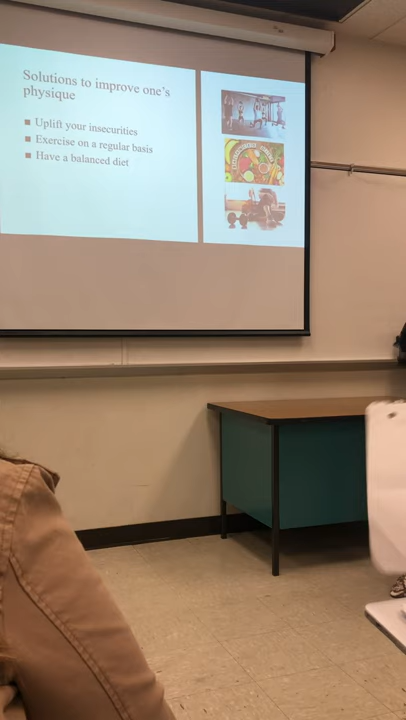 Solutions to improve one's
physique
Uplift your insecurities
Exercise on a regular basis
Have a balanced diet